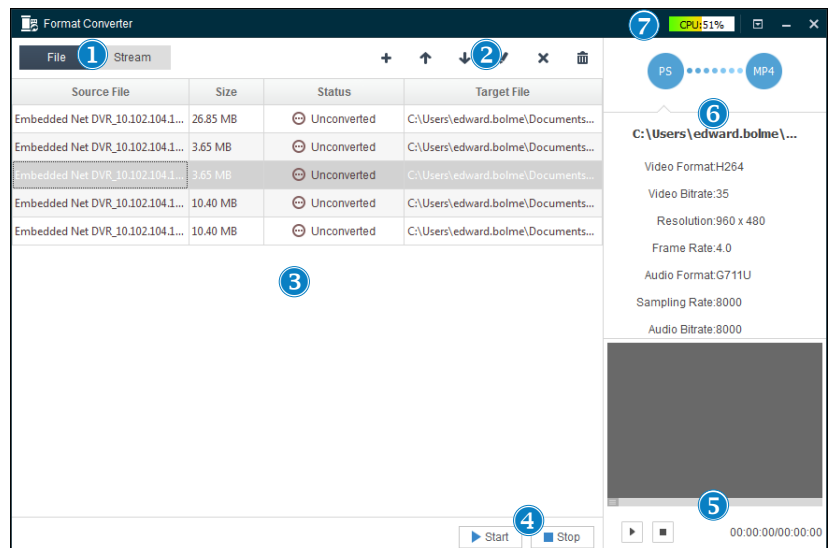 Format Converter
7
CPU:51%
File
1
Stream
2
Source File
Size
Status
Target File
Embedded Net DVR_10.102.104.1... 26.85 MB Unconverted C:\Users\edward.bolme\Documents...
Embedded Net DVR_10.102.104.1... 3.65 MB Unconverted C:\Users\edward.bolme\Documents...
Embedded Net DVR_10.102.104.1... 3.65 MB Unconverted C:\Users\edward.bolme\Documents...
Embedded Net DVR_10.102.104.1... 10.40 MB Unconverted C:\Users\edward.bolme\Documents...
Embedded Net DVR_10.102.104.1... 10.40 MB Unconverted C:\Users\edward.bolme\Documents...
3
4
Start
Stop
PS
MP4
6
C:\Users\edward.bolme\...
Video Format:H264
Video Bitrate:35
Resolution:960 x 480
Frame Rate:4.0
Audio Format:G711U
Sampling Rate:8000
Audio Bitrate:8000
5
00:00:00/00:00:00